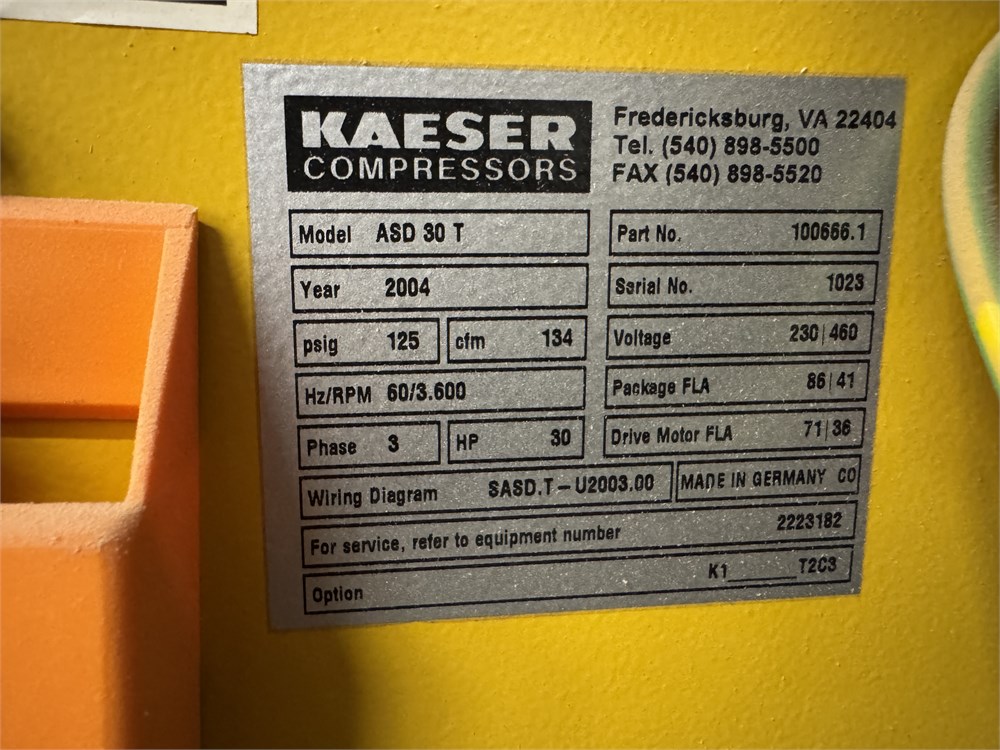 KAESER
COMPRESSORS
Fredericksburg, VA 22404
Tel. (540) 898-5500
FAX (540) 898-5520
Model ASD 30 T
Part No. 100666.1
Year 2004
Serial No. 1023
psig 125 cfm 134
Voltage 230|460
Hz/RPM 60/3.600
Package FLA 86|41
Phase 3 HP 30
Drive Motor FLA 71|36
Wiring Diagram SASD.T – U2003.00 MADE IN GERMANY CO
For service, refer to equipment number 2223182
Option K1______T2C3